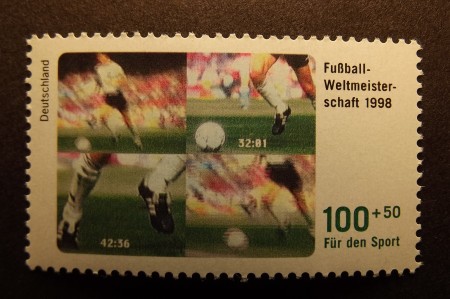 Deutschland
Fußball-
Weltmeister-
schaft 1998
32:01
42:36
100+50
Für den Sport